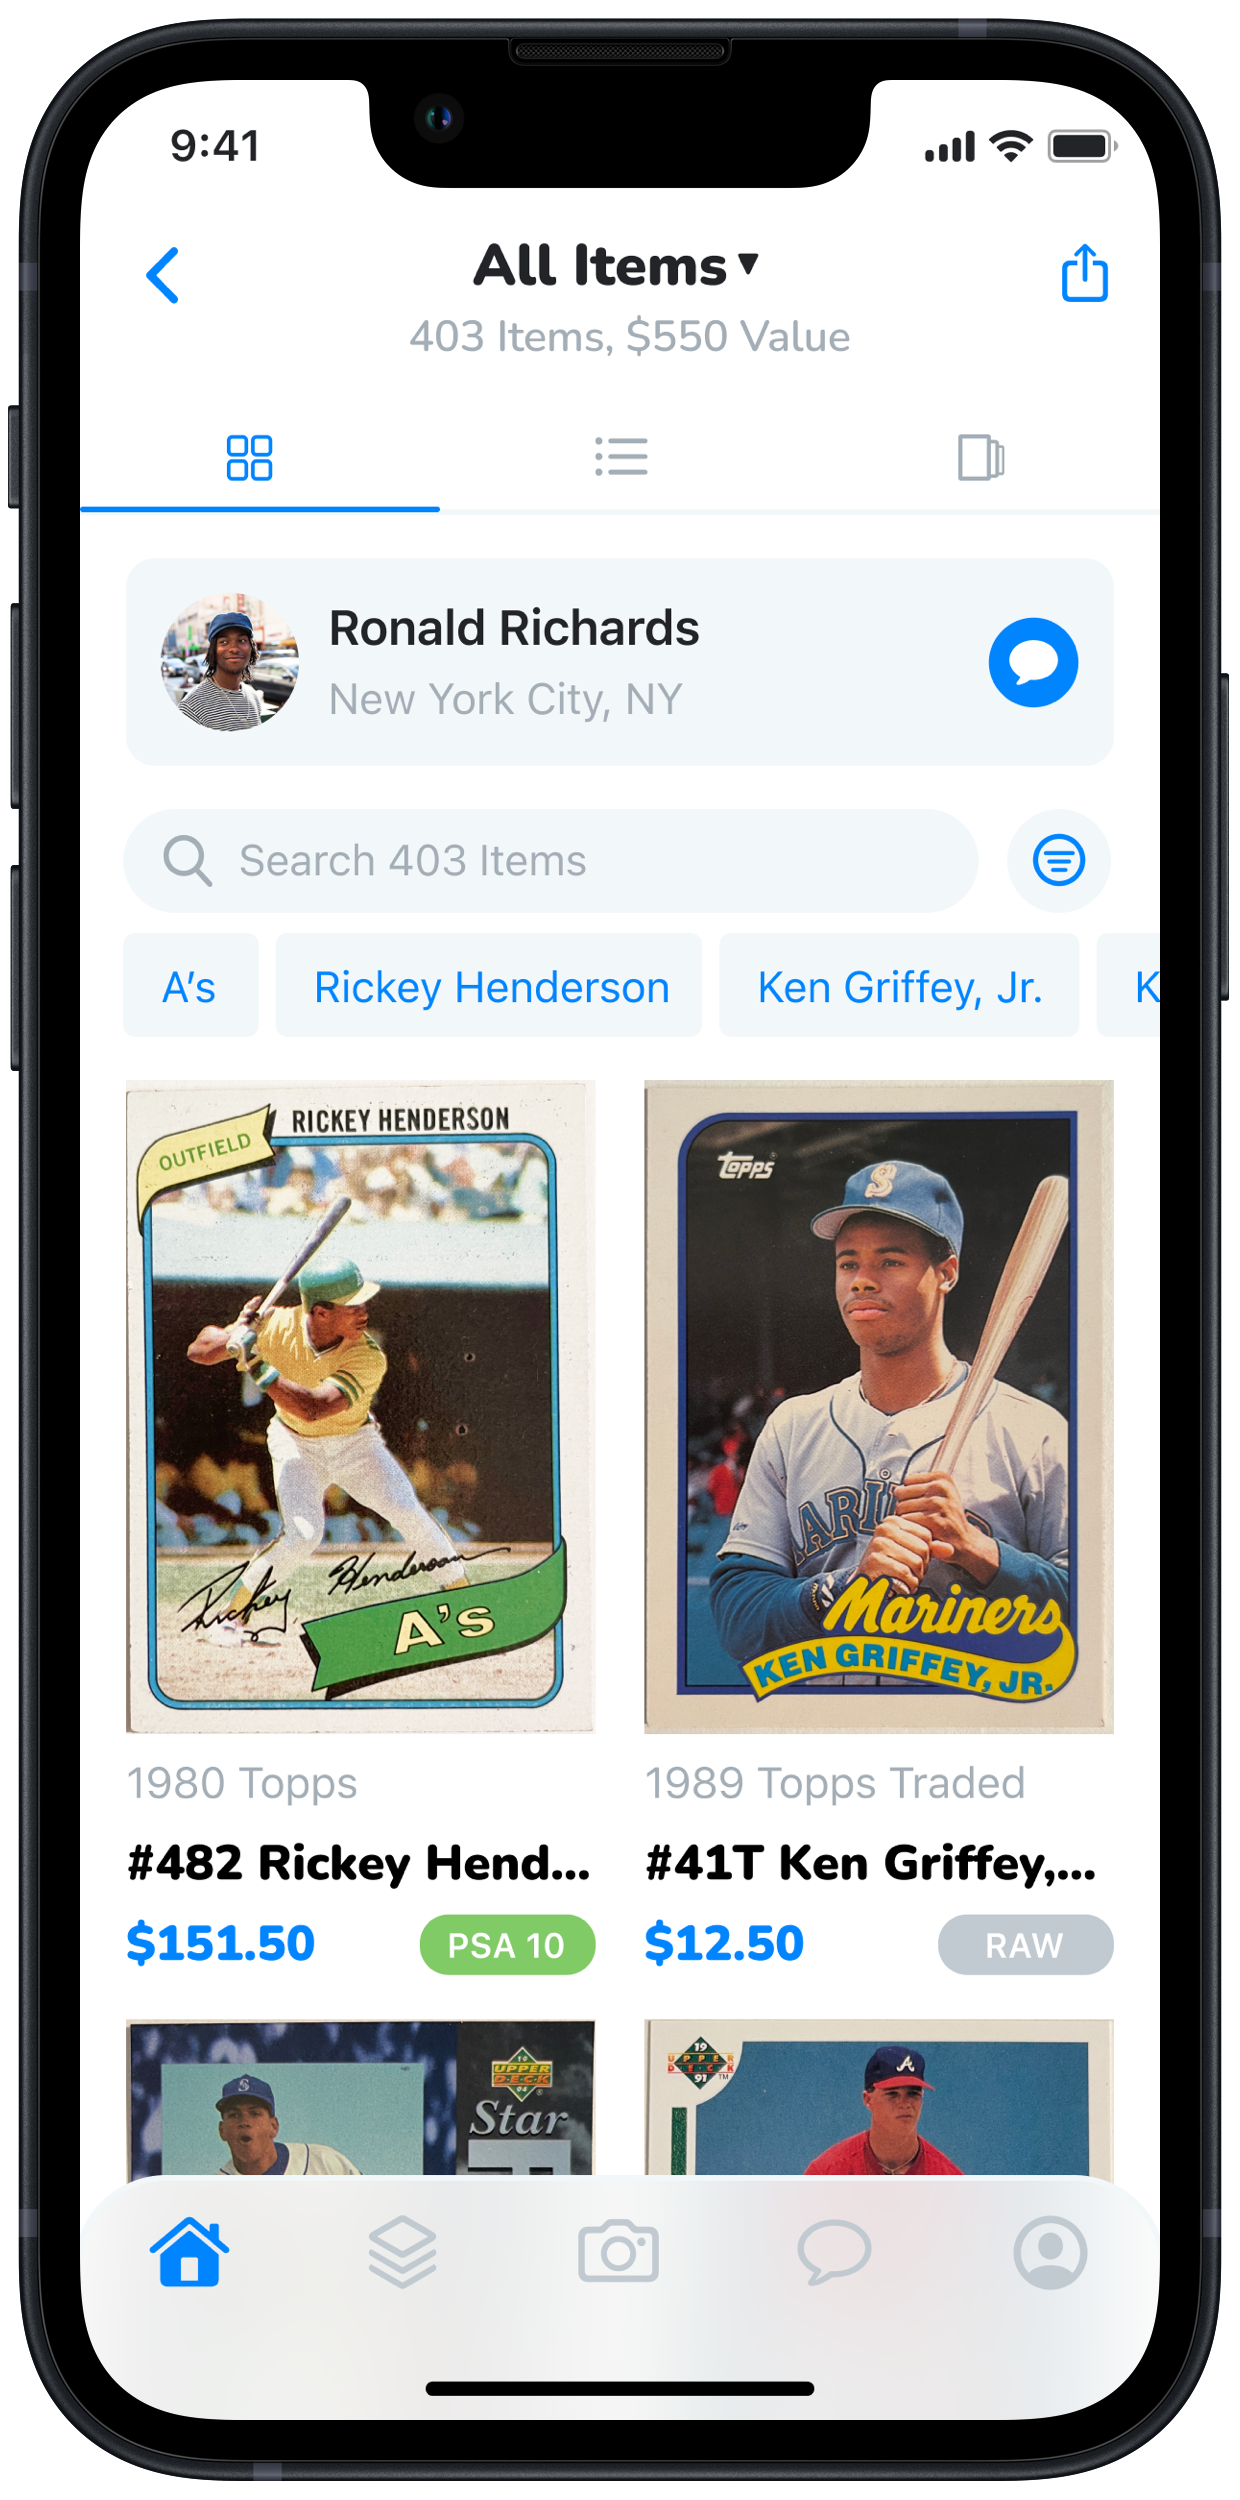 9:41
All Items ▾
403 Items, $550 Value
Ronald Richards
New York City, NY
Search 403 Items
A's
Rickey Henderson
Ken Griffey, Jr.
K
RICKEY HENDERSON
OUTFIELD
Rickey Henderson
A's
topps
S
MARI
Mariners
KEN GRIFFEY, JR.
1980 Topps
#482 Rickey Hend...
$151.50
PSA 10
1989 Topps Traded
#41T Ken Griffey,...
$12.50
RAW
S
UPPER
DECK
Star
19
UPPER
DECK
91
TM
A